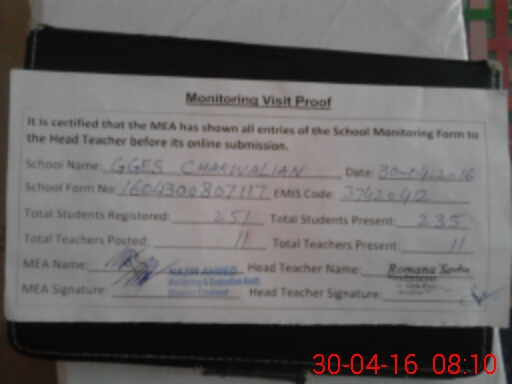 Monitoring Visit Proof
It is certified that the MEA has shown all entries of the School Monitoring Form to
the Head Teacher before its online submission.
School Name: GGES CHARWALIAN Date: 30-04-2016
School Form No: 1604300807117 EMIS Code: 37420412
Total Students Registered: 251 Total Students Present: 235
Total Teachers Posted: 11 Total Teachers Present: 11
MEA Name: NAZIR AHMED Head Teacher Name: Romana
Monitoring & Evaluation Asstt.
MEA Signature: District Chakwal Head Teacher Signature:
30-04-16 08:10